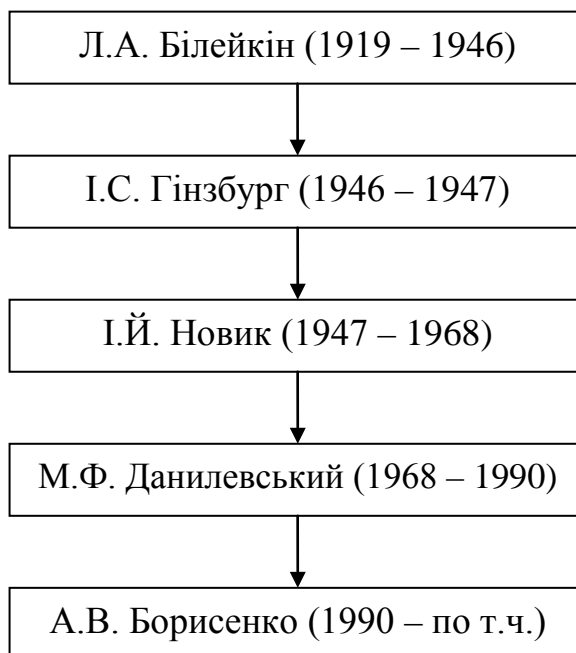 Л.А. Білейкін (1919 – 1946)
І.С. Гінзбург (1946 – 1947)
І.Й. Новик (1947 – 1968)
М.Ф. Данилевський (1968 – 1990)
А.В. Борисенко (1990 – по т.ч.)